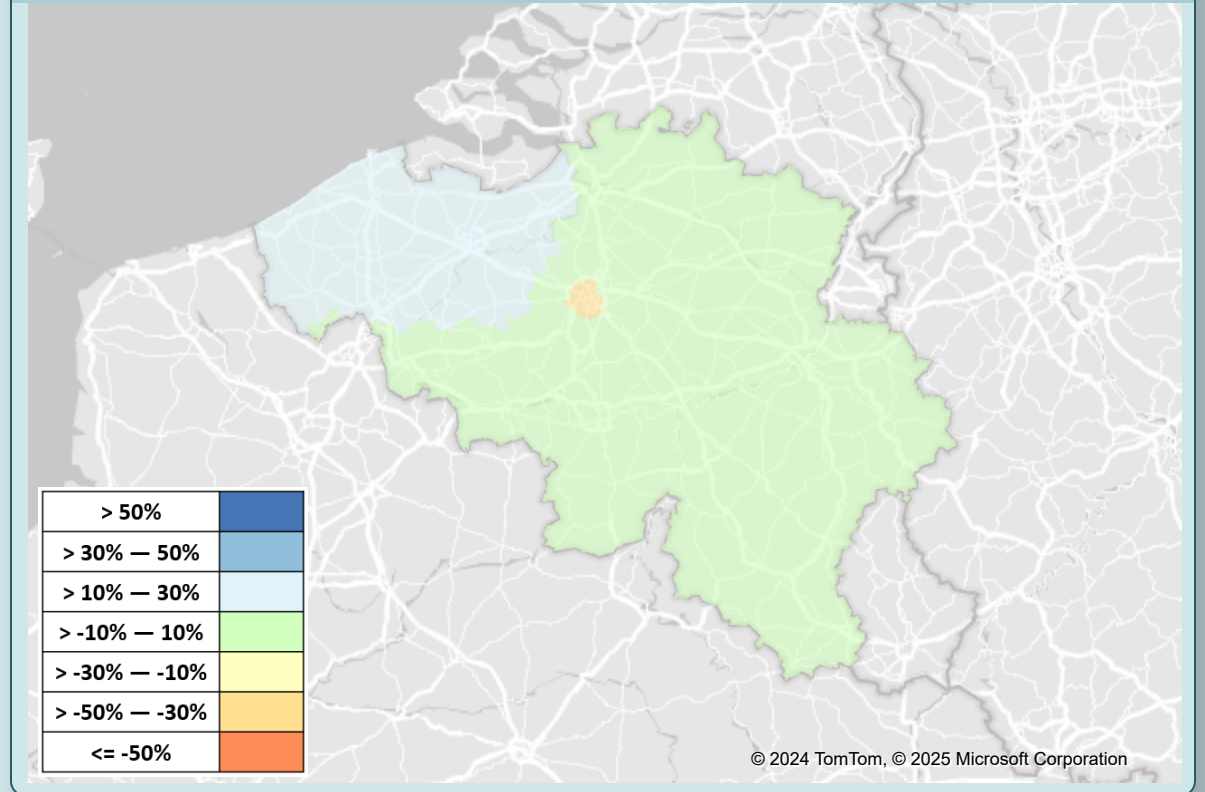 > 50%
> 30% — 50%
> 10% — 30%
> -10% — 10%
> -30% — -10%
> -50% — -30%
<= -50%
© 2024 TomTom, © 2025 Microsoft Corporation